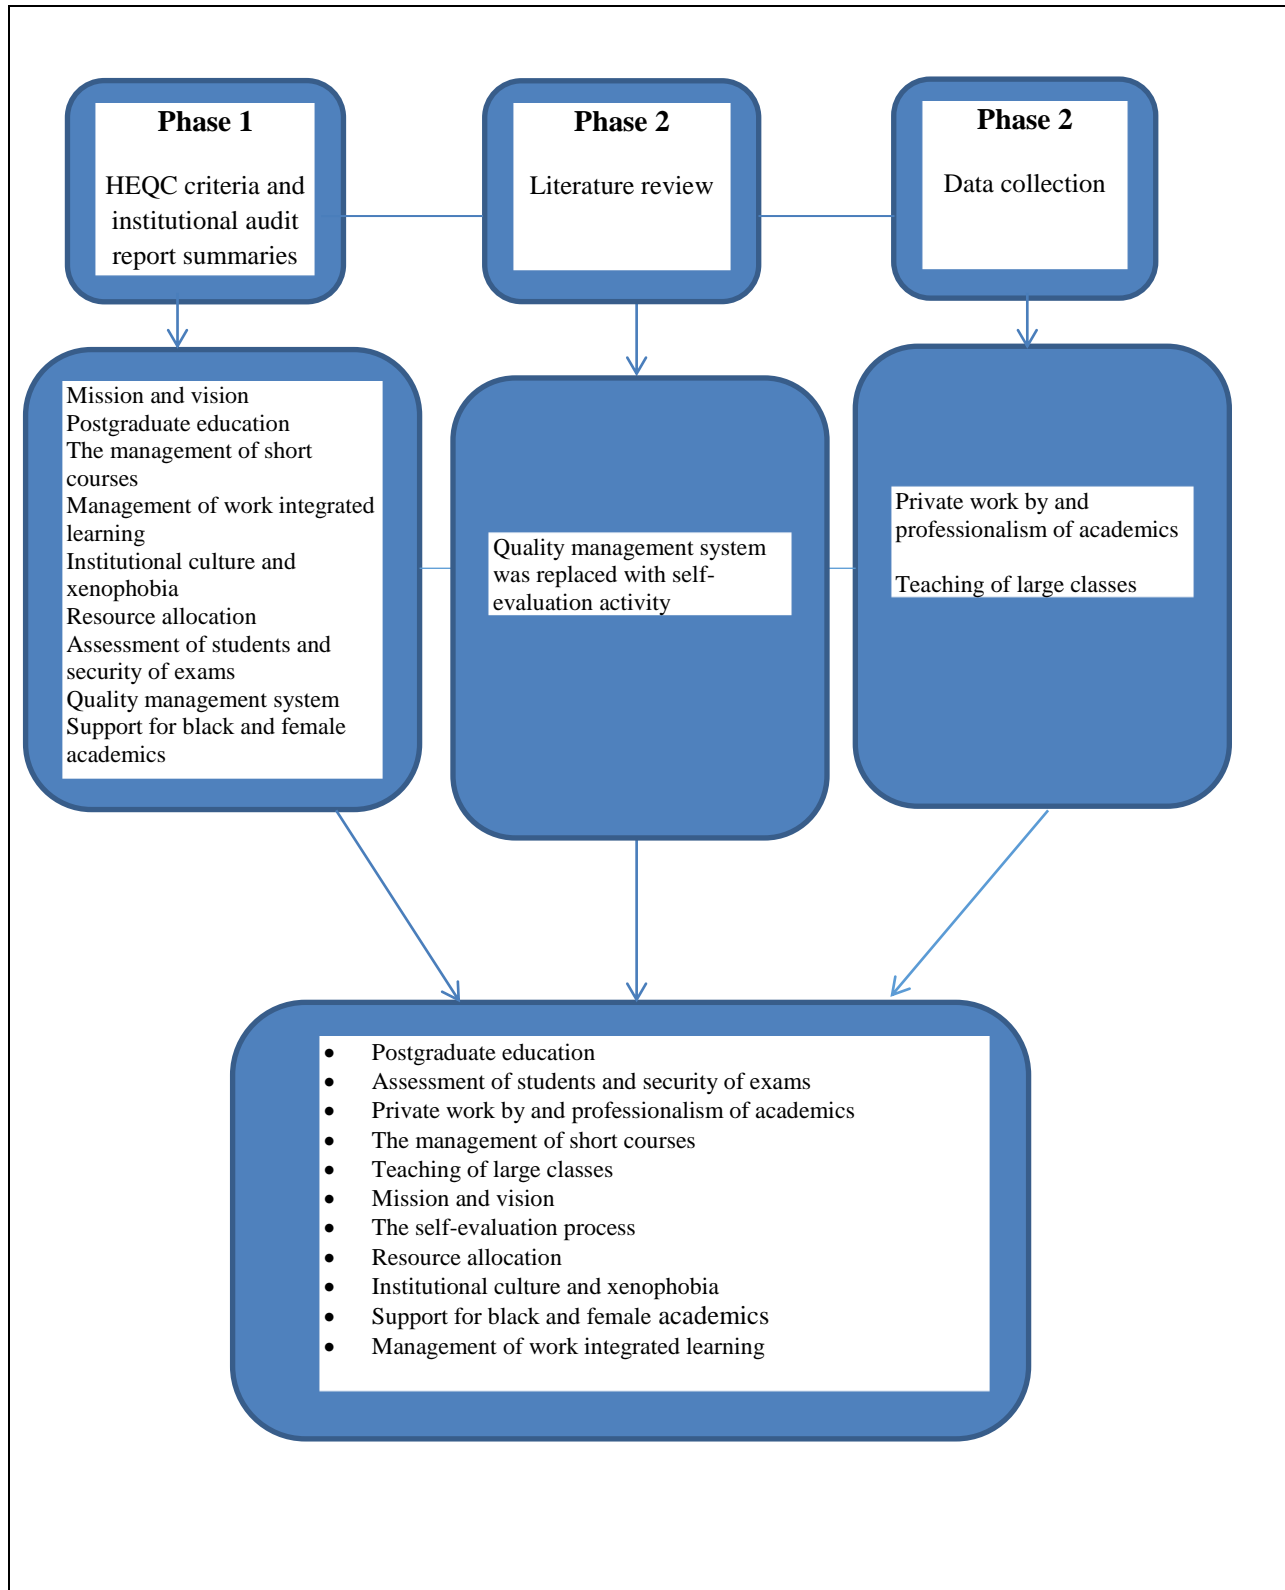 Phase 1
HEQC criteria and
institutional audit
report summaries
Phase 2
Literature review
Phase 2
Data collection
Mission and vision
Postgraduate education
The management of short
courses
Management of work integrated
learning
Institutional culture and
xenophobia
Resource allocation
Assessment of students and
security of exams
Quality management system
Support for black and female
academics
Quality management system
was replaced with self-
evaluation activity
Private work by and
professionalism of academics
Teaching of large classes
• Postgraduate education
• Assessment of students and security of exams
• Private work by and professionalism of academics
• The management of short courses
• Teaching of large classes
• Mission and vision
• The self-evaluation process
• Resource allocation
• Institutional culture and xenophobia
• Support for black and female academics
• Management of work integrated learning